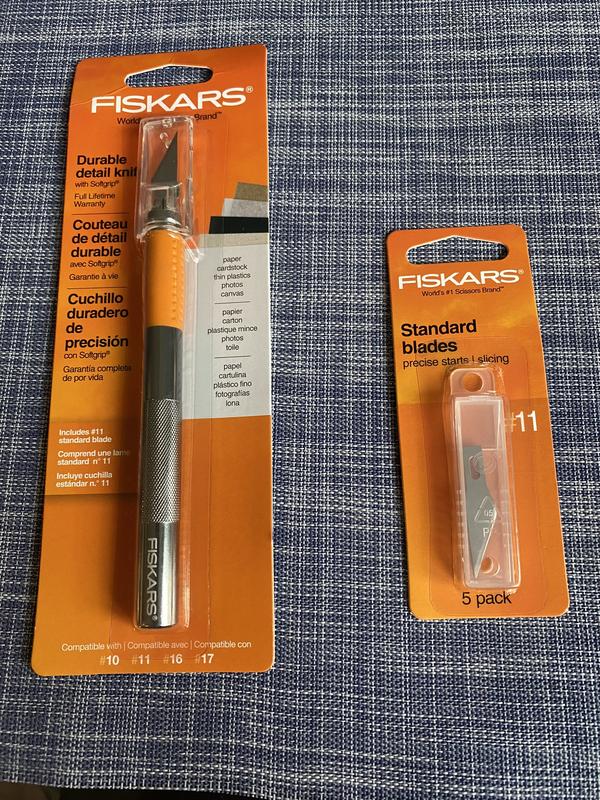 FISKARS®
World's Brand™
Durable
detail knif
with Softgrip®
Full Lifetime
Warranty
Couteau
de détail
durable
avec Softgrip®
Garantie à vie
Cuchillo
duradero
de
precisión
con Softgrip®
Garantía completa
de por vida
paper
cardstock
thin plastics
photos
canvas
papier
carton
plastique mince
photos
toile
papel
cartulina
plástico fino
fotografías
lona
Includes #11
standard blade
Comprend une lame
standard n° 11
Incluye cuchilla
estándar n.° 11
FISKARS®
Compatible with | Compatible avec | Compatible con
#10 #11 #16 #17
FISKARS®
World's #1 Scissors Brand™
Standard
blades
precise starts | slicing
#11
05
5 pack